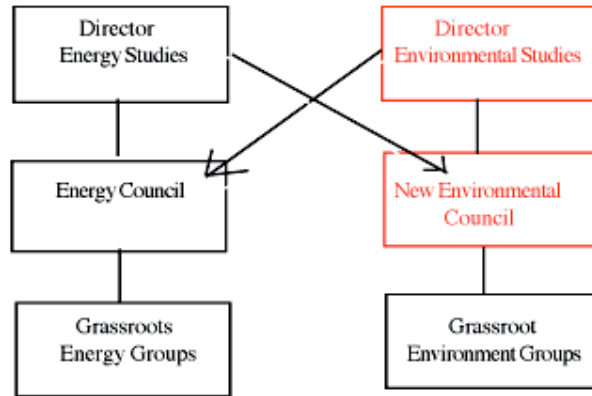 Director
Energy Studies
Director
Environmental Studies
Energy Council
New Environmental
Council
Grassroots
Energy Groups
Grassroot
Environment Groups